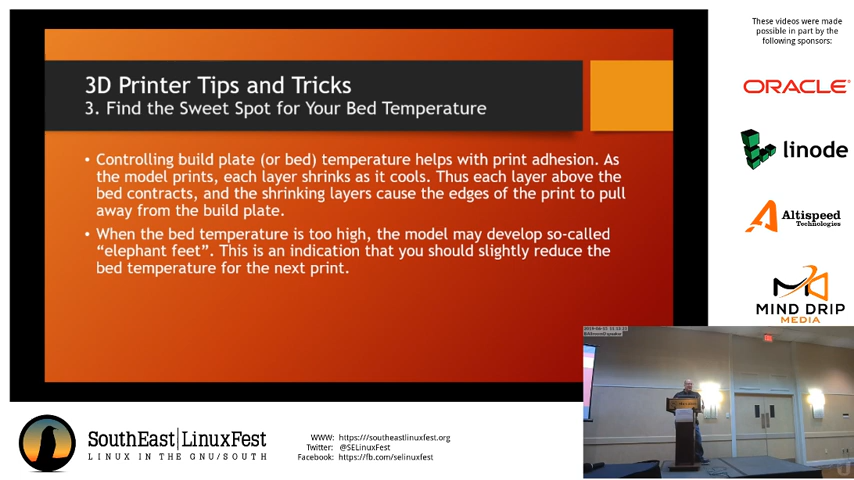 These videos were made
possible in part by the
following sponsors:
3D Printer Tips and Tricks
3. Find the Sweet Spot for Your Bed Temperature
ORACLE
linode
• Controlling build plate (or bed) temperature helps with print adhesion. As
the model prints, each layer shrinks as it cools. Thus each layer above the
bed contracts, and the shrinking layers cause the edges of the print to pull
away from the build plate.
• When the bed temperature is too high, the model may develop so-called
“elephant feet”. This is an indication that you should slightly reduce the
bed temperature for the next print.
Altispeed
Technologies
MIND DRIP
MEDIA
SouthEast|LinuxFest
LINUX IN THE GNU/SOUTH
WWW: https://southeastlinuxfest.org
Twitter: @SELinuxFest
Facebook: https://fb.com/selinuxfest